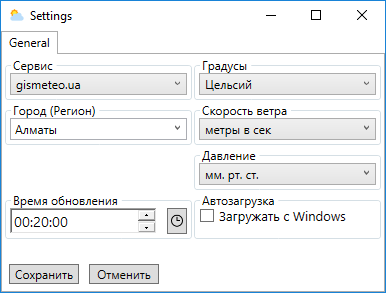 Settings
General
Сервис
gismeteo.ua
Градусы
Цельсий
Город (Регион)
Алматы
Скорость ветра
метры в сек
Давление
мм. рт. ст.
Время обновления
00:20:00
Автозагрузка
Загружать с Windows
Сохранить
Отменить